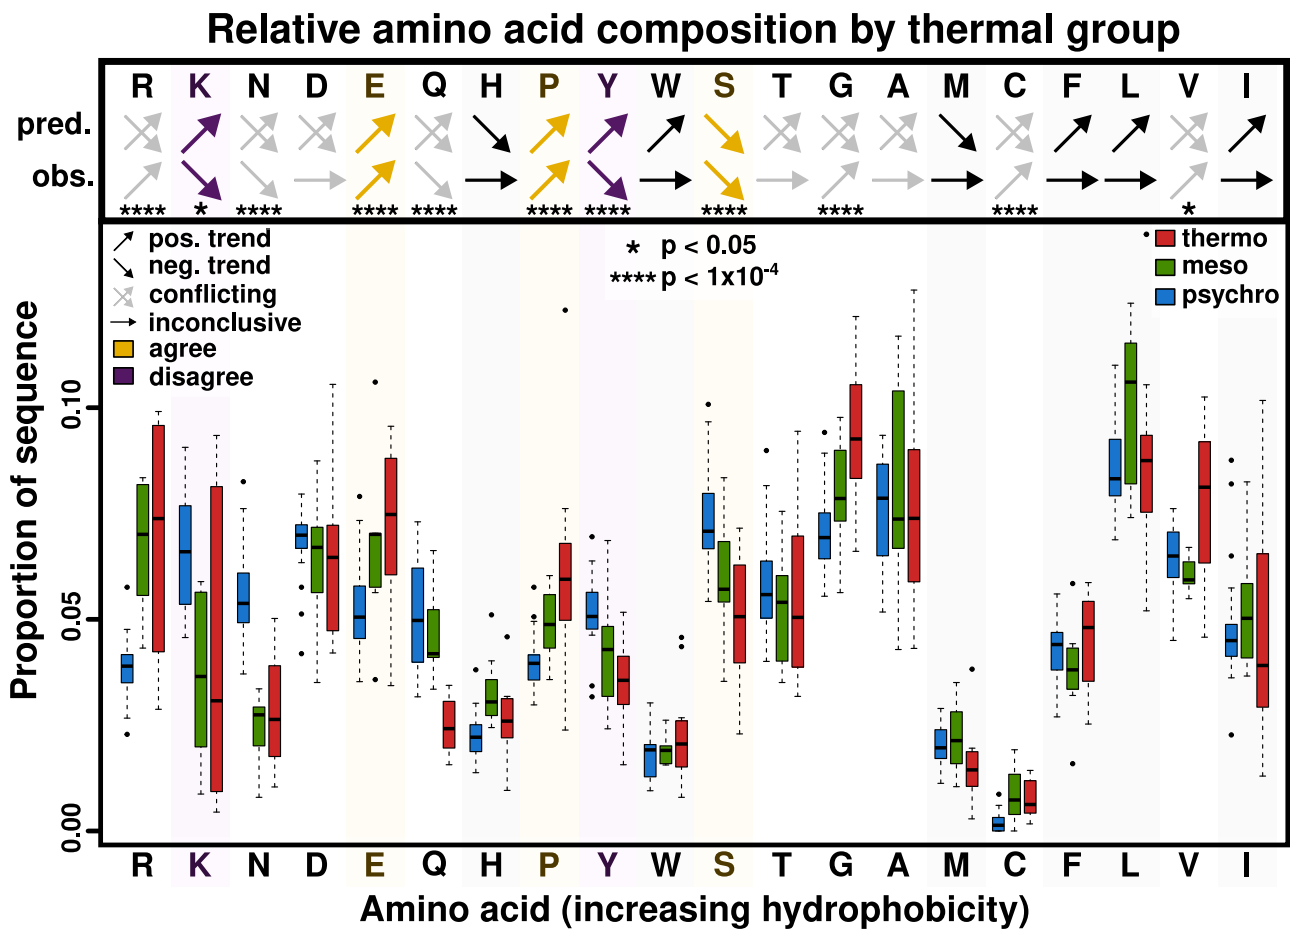 Relative amino acid composition by thermal group
R K N D E Q H P Y W S T G A M C F L V I
pred.
obs.
**** * **** **** **** **** **** **** **** **** *
pos. trend
neg. trend
conflicting
inconclusive
agree
disagree
* p < 0.05
**** p < 1x10⁻⁴
thermo
meso
psychro
Proportion of sequence
0.10
0.05
0.00
R K N D E Q H P Y W S T G A M C F L V I
Amino acid (increasing hydrophobicity)